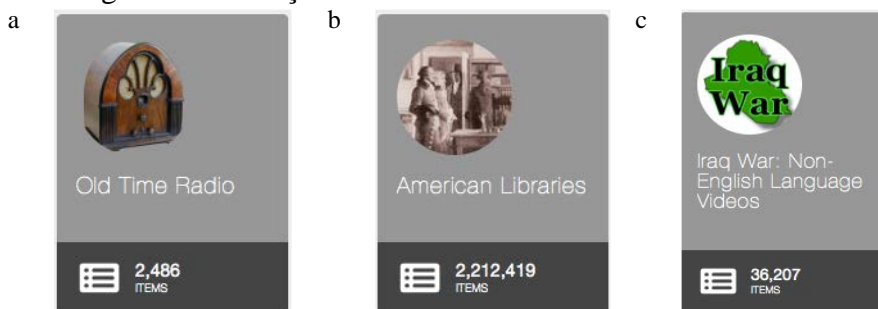 a
b
c
Iraq
War
Old Time Radio
American Libraries
Iraq War: Non-
English Language
Videos
2,486
ITEMS
2,212,419
ITEMS
36,207
ITEMS